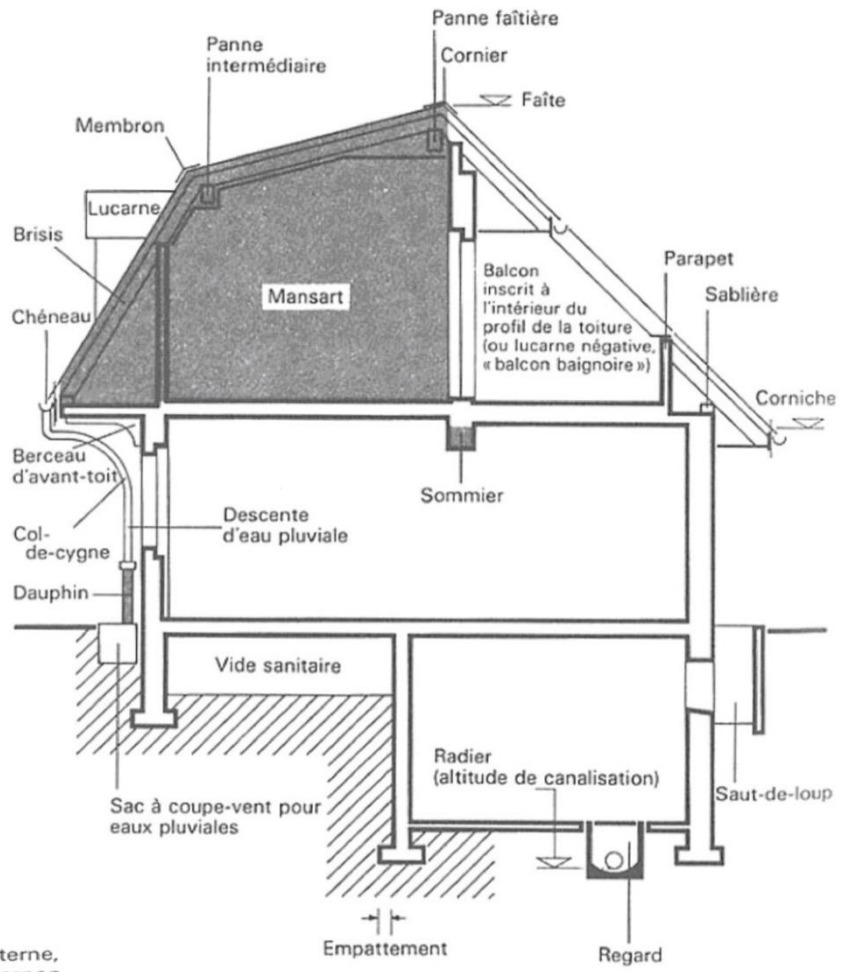 Panne faîtière
Panne
intermédiaire
Cornier
Faîte
Membron
Lucarne
Brisis
Mansart
Balcon
inscrit à
l'intérieur du
profil de la toiture
(ou lucarne négative,
« balcon baignoire »)
Parapet
Sablière
Chéneau
Corniche
Berceau
d'avant-toit
Sommier
Descente
d'eau pluviale
Col-
de-cygne
Dauphin
Vide sanitaire
Radier
(altitude de canalisation)
Saut-de-loup
Sac à coupe-vent pour
eaux pluviales
Empattement
Regard
terne,